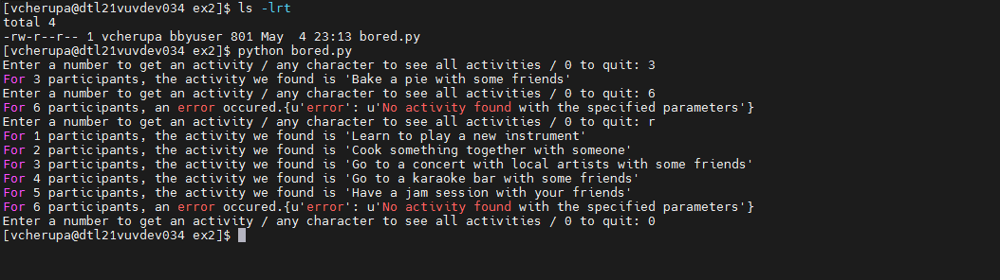 [vcherupa@dtl21vuvdev034 ex2]$ ls -lrt
total 4
-rw-r--r-- 1 vcherupa bbyuser 801 May  4 23:13 bored.py
[vcherupa@dtl21vuvdev034 ex2]$ python bored.py
Enter a number to get an activity / any character to see all activities / 0 to quit: 3
For 3 participants, the activity we found is 'Bake a pie with some friends'
Enter a number to get an activity / any character to see all activities / 0 to quit: 6
For 6 participants, an error occured.{u'error': u'No activity found with the specified parameters'}
Enter a number to get an activity / any character to see all activities / 0 to quit: r
For 1 participants, the activity we found is 'Learn to play a new instrument'
For 2 participants, the activity we found is 'Cook something together with someone'
For 3 participants, the activity we found is 'Go to a concert with local artists with some friends'
For 4 participants, the activity we found is 'Go to a karaoke bar with some friends'
For 5 participants, the activity we found is 'Have a jam session with your friends'
For 6 participants, an error occured.{u'error': u'No activity found with the specified parameters'}
Enter a number to get an activity / any character to see all activities / 0 to quit: 0
[vcherupa@dtl21vuvdev034 ex2]$